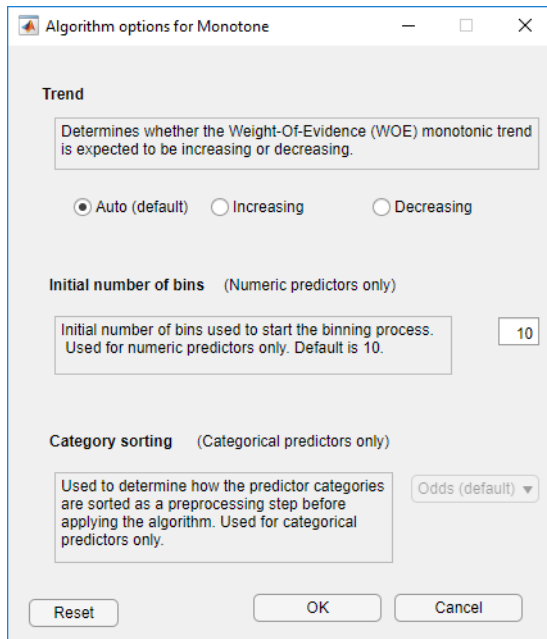 Algorithm options for Monotone
Trend
Determines whether the Weight-Of-Evidence (WOE) monotonic trend
is expected to be increasing or decreasing.
Auto (default) Increasing Decreasing
Initial number of bins (Numeric predictors only)
Initial number of bins used to start the binning process.
Used for numeric predictors only. Default is 10.
10
Category sorting (Categorical predictors only)
Used to determine how the predictor categories
are sorted as a preprocessing step before
applying the algorithm. Used for categorical
predictors only.
Odds (default)
Reset OK Cancel